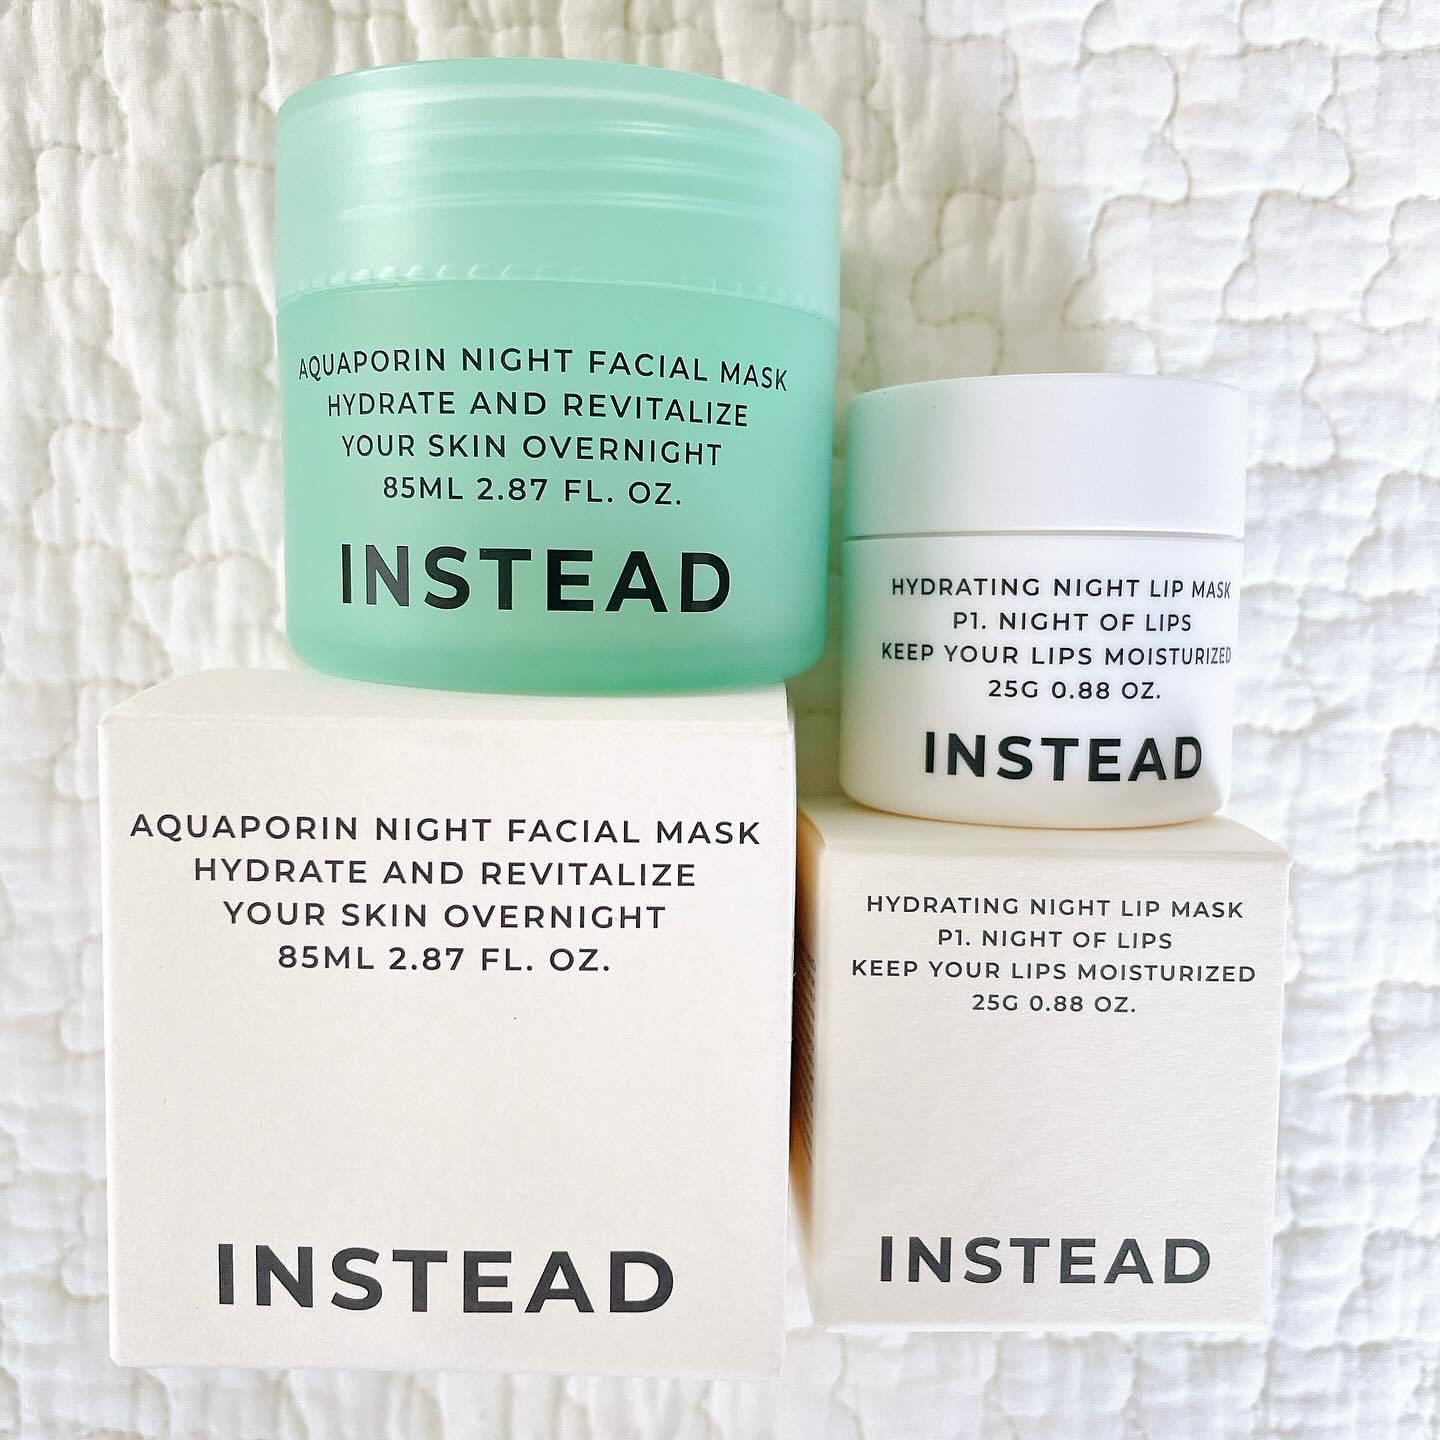 AQUAPORIN NIGHT FACIAL MASK
HYDRATE AND REVITALIZE
YOUR SKIN OVERNIGHT
85ML 2.87 FL. OZ.
INSTEAD
HYDRATING NIGHT LIP MASK
P1. NIGHT OF LIPS
KEEP YOUR LIPS MOISTURIZED
25G 0.88 OZ.
INSTEAD
AQUAPORIN NIGHT FACIAL MASK
HYDRATE AND REVITALIZE
YOUR SKIN OVERNIGHT
85ML 2.87 FL. OZ.
INSTEAD
HYDRATING NIGHT LIP MASK
P1. NIGHT OF LIPS
KEEP YOUR LIPS MOISTURIZED
25G 0.88 OZ.
INSTEAD